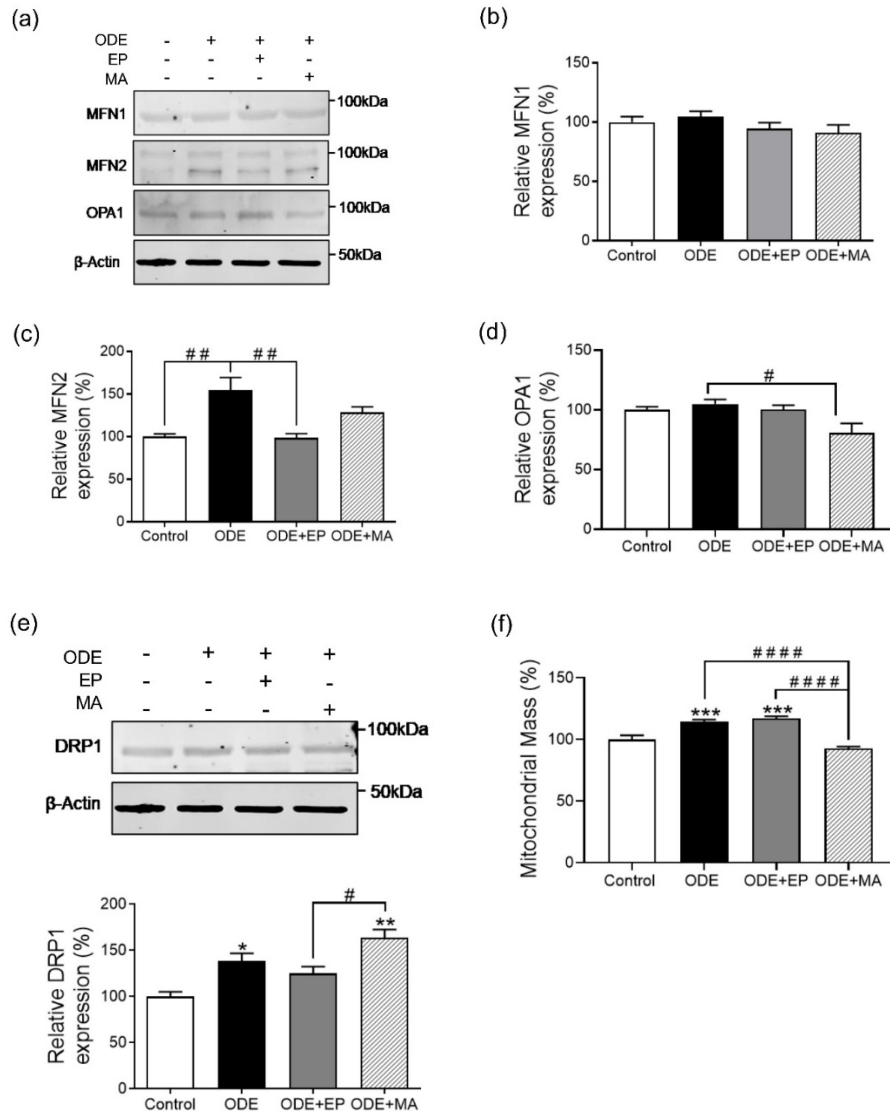 (a)
ODE - + + +
EP - - + -
MA - - - +
MFN1
100kDa
MFN2
100kDa
OPA1
100kDa
β-Actin
50kDa
(b)
Relative MFN1
expression (%)
150
100
50
0
Control ODE ODE+EP ODE+MA
(c)
Relative MFN2
expression (%)
200
150
100
50
0
## ##
Control ODE ODE+EP ODE+MA
(d)
Relative OPA1
expression (%)
150
100
50
0
#
Control ODE ODE+EP ODE+MA
(e)
ODE - + + +
EP - - + -
MA - - - +
DRP1
100kDa
β-Actin
50kDa
Relative DRP1
expression (%)
200
150
100
50
0
#
* **
Control ODE ODE+EP ODE+MA
(f)
Mitochondrial Mass (%)
150
100
50
0
####
####
*** ***
Control ODE ODE+EP ODE+MA